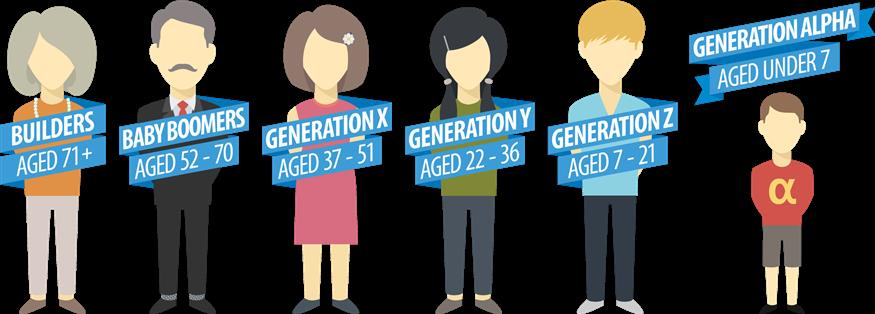 BUILDERS
AGED 71+
BABY BOOMERS
AGED 52 - 70
GENERATION X
AGED 37 - 51
GENERATION Y
AGED 22 - 36
GENERATION Z
AGED 7 - 21
GENERATION ALPHA
AGED UNDER 7
α